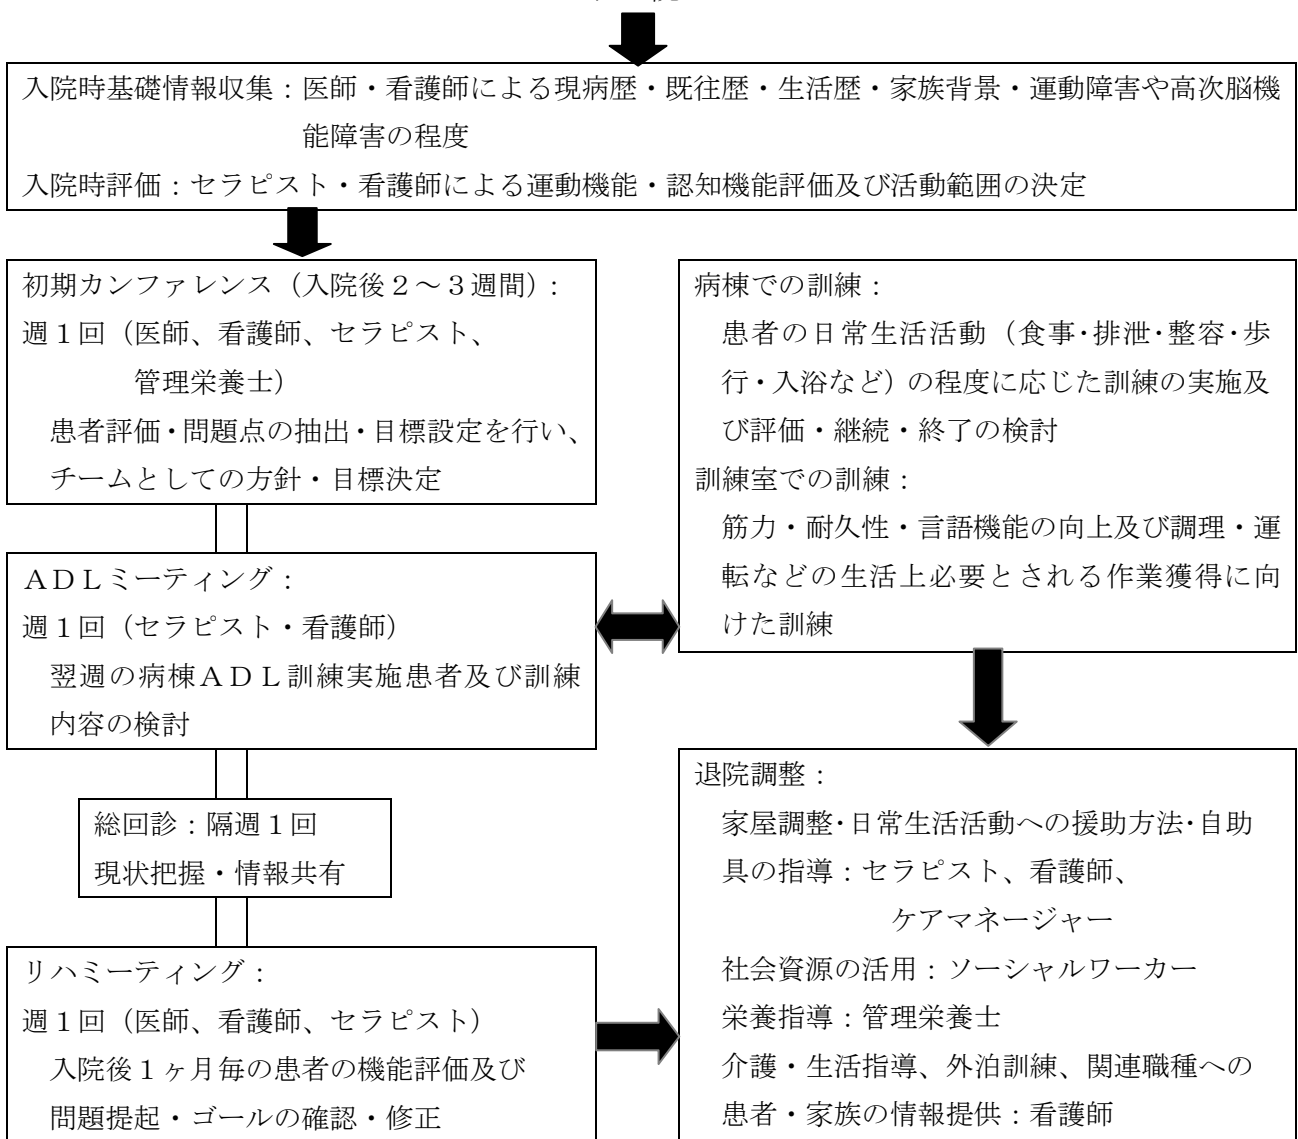 入院時基礎情報収集：医師・看護師による現病歴・既往歴・生活歴・家族背景・運動障害や高次脳機
能障害の程度
入院時評価：セラピスト・看護師による運動機能・認知機能評価及び活動範囲の決定
初期カンファレンス（入院後２～３週間）：
週１回（医師、看護師、セラピスト、
管理栄養士）
患者評価・問題点の抽出・目標設定を行い、
チームとしての方針・目標決定
ＡＤＬミーティング：
週１回（セラピスト・看護師）
翌週の病棟ＡＤＬ訓練実施患者及び訓練
内容の検討
総回診：隔週１回
現状把握・情報共有
リハミーティング：
週１回（医師、看護師、セラピスト）
入院後１ヶ月毎の患者の機能評価及び
問題提起・ゴールの確認・修正
病棟での訓練：
患者の日常生活活動（食事・排泄・整容・歩
行・入浴など）の程度に応じた訓練の実施及
び評価・継続・終了の検討
訓練室での訓練：
筋力・耐久性・言語機能の向上及び調理・運
転などの生活上必要とされる作業獲得に向
けた訓練
退院調整：
家屋調整・日常生活活動への援助方法・自助
具の指導：セラピスト、看護師、
ケアマネージャー
社会資源の活用：ソーシャルワーカー
栄養指導：管理栄養士
介護・生活指導、外泊訓練、関連職種への
患者・家族の情報提供：看護師